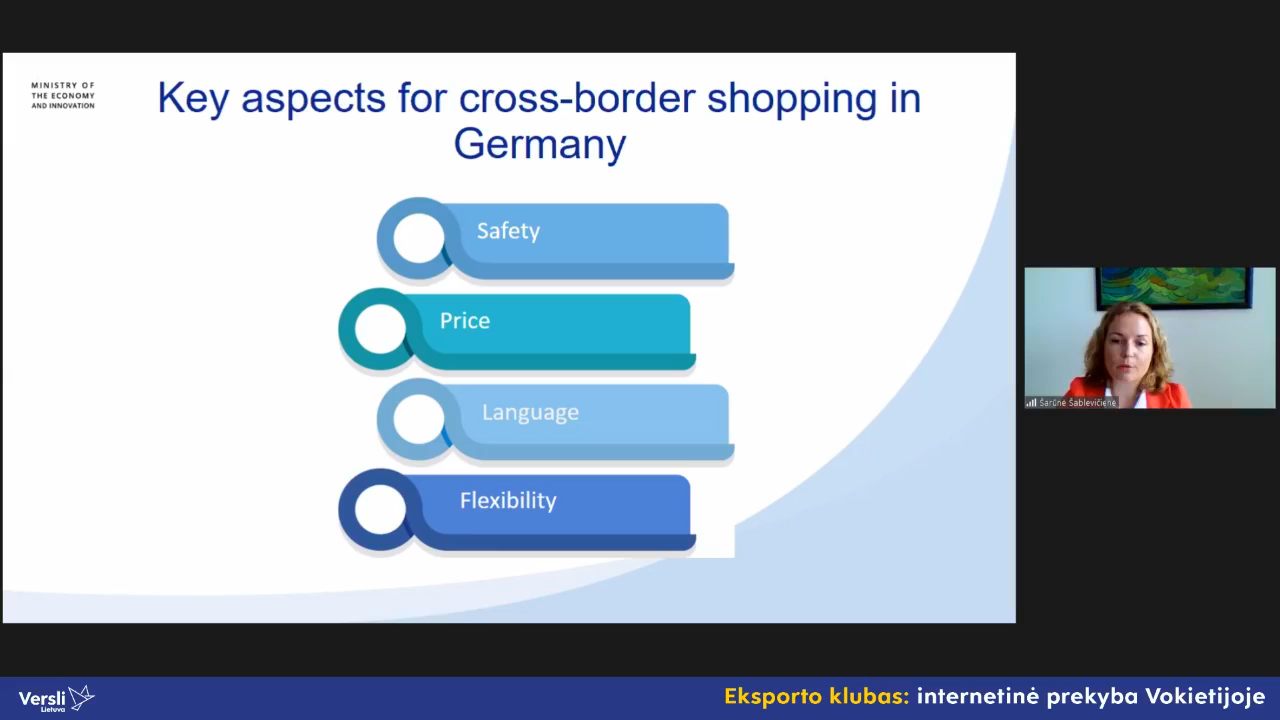 MINISTRY OF
THE ECONOMY
AND INNOVATION
Key aspects for cross-border shopping in
Germany
Safety
Price
Language
Flexibility
Šarūnė Šablevičienė
Versli
Lietuva
Eksporto klubas: internetinė prekyba Vokietijoje